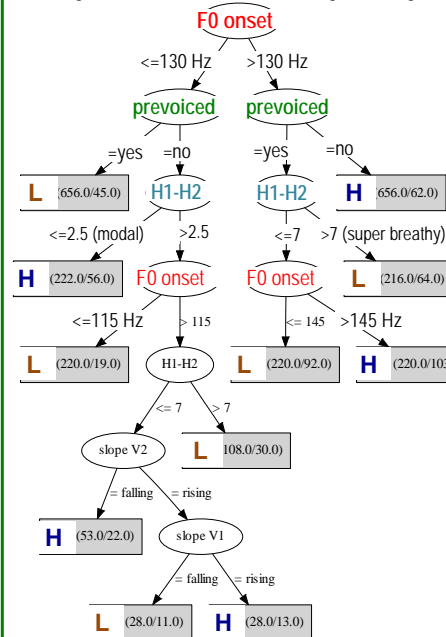 F0 onset
<=130 Hz >130 Hz
prevoiced prevoiced
=yes =no =yes =no
L (656.0/45.0) H1-H2 H1-H2 H (656.0/62.0)
<=2.5 (modal) >2.5 <=7 >7 (super breathy)
H (222.0/56.0) F0 onset F0 onset L (216.0/64.0)
<=115 Hz > 115 <= 145 >145 Hz
L (220.0/19.0) H1-H2 L (220.0/92.0) H (220.0/103
<= 7 > 7
slope V2 L 108.0/30.0)
= falling = rising
H (53.0/22.0) slope V1
= falling = rising
L (28.0/11.0) H (28.0/13.0)